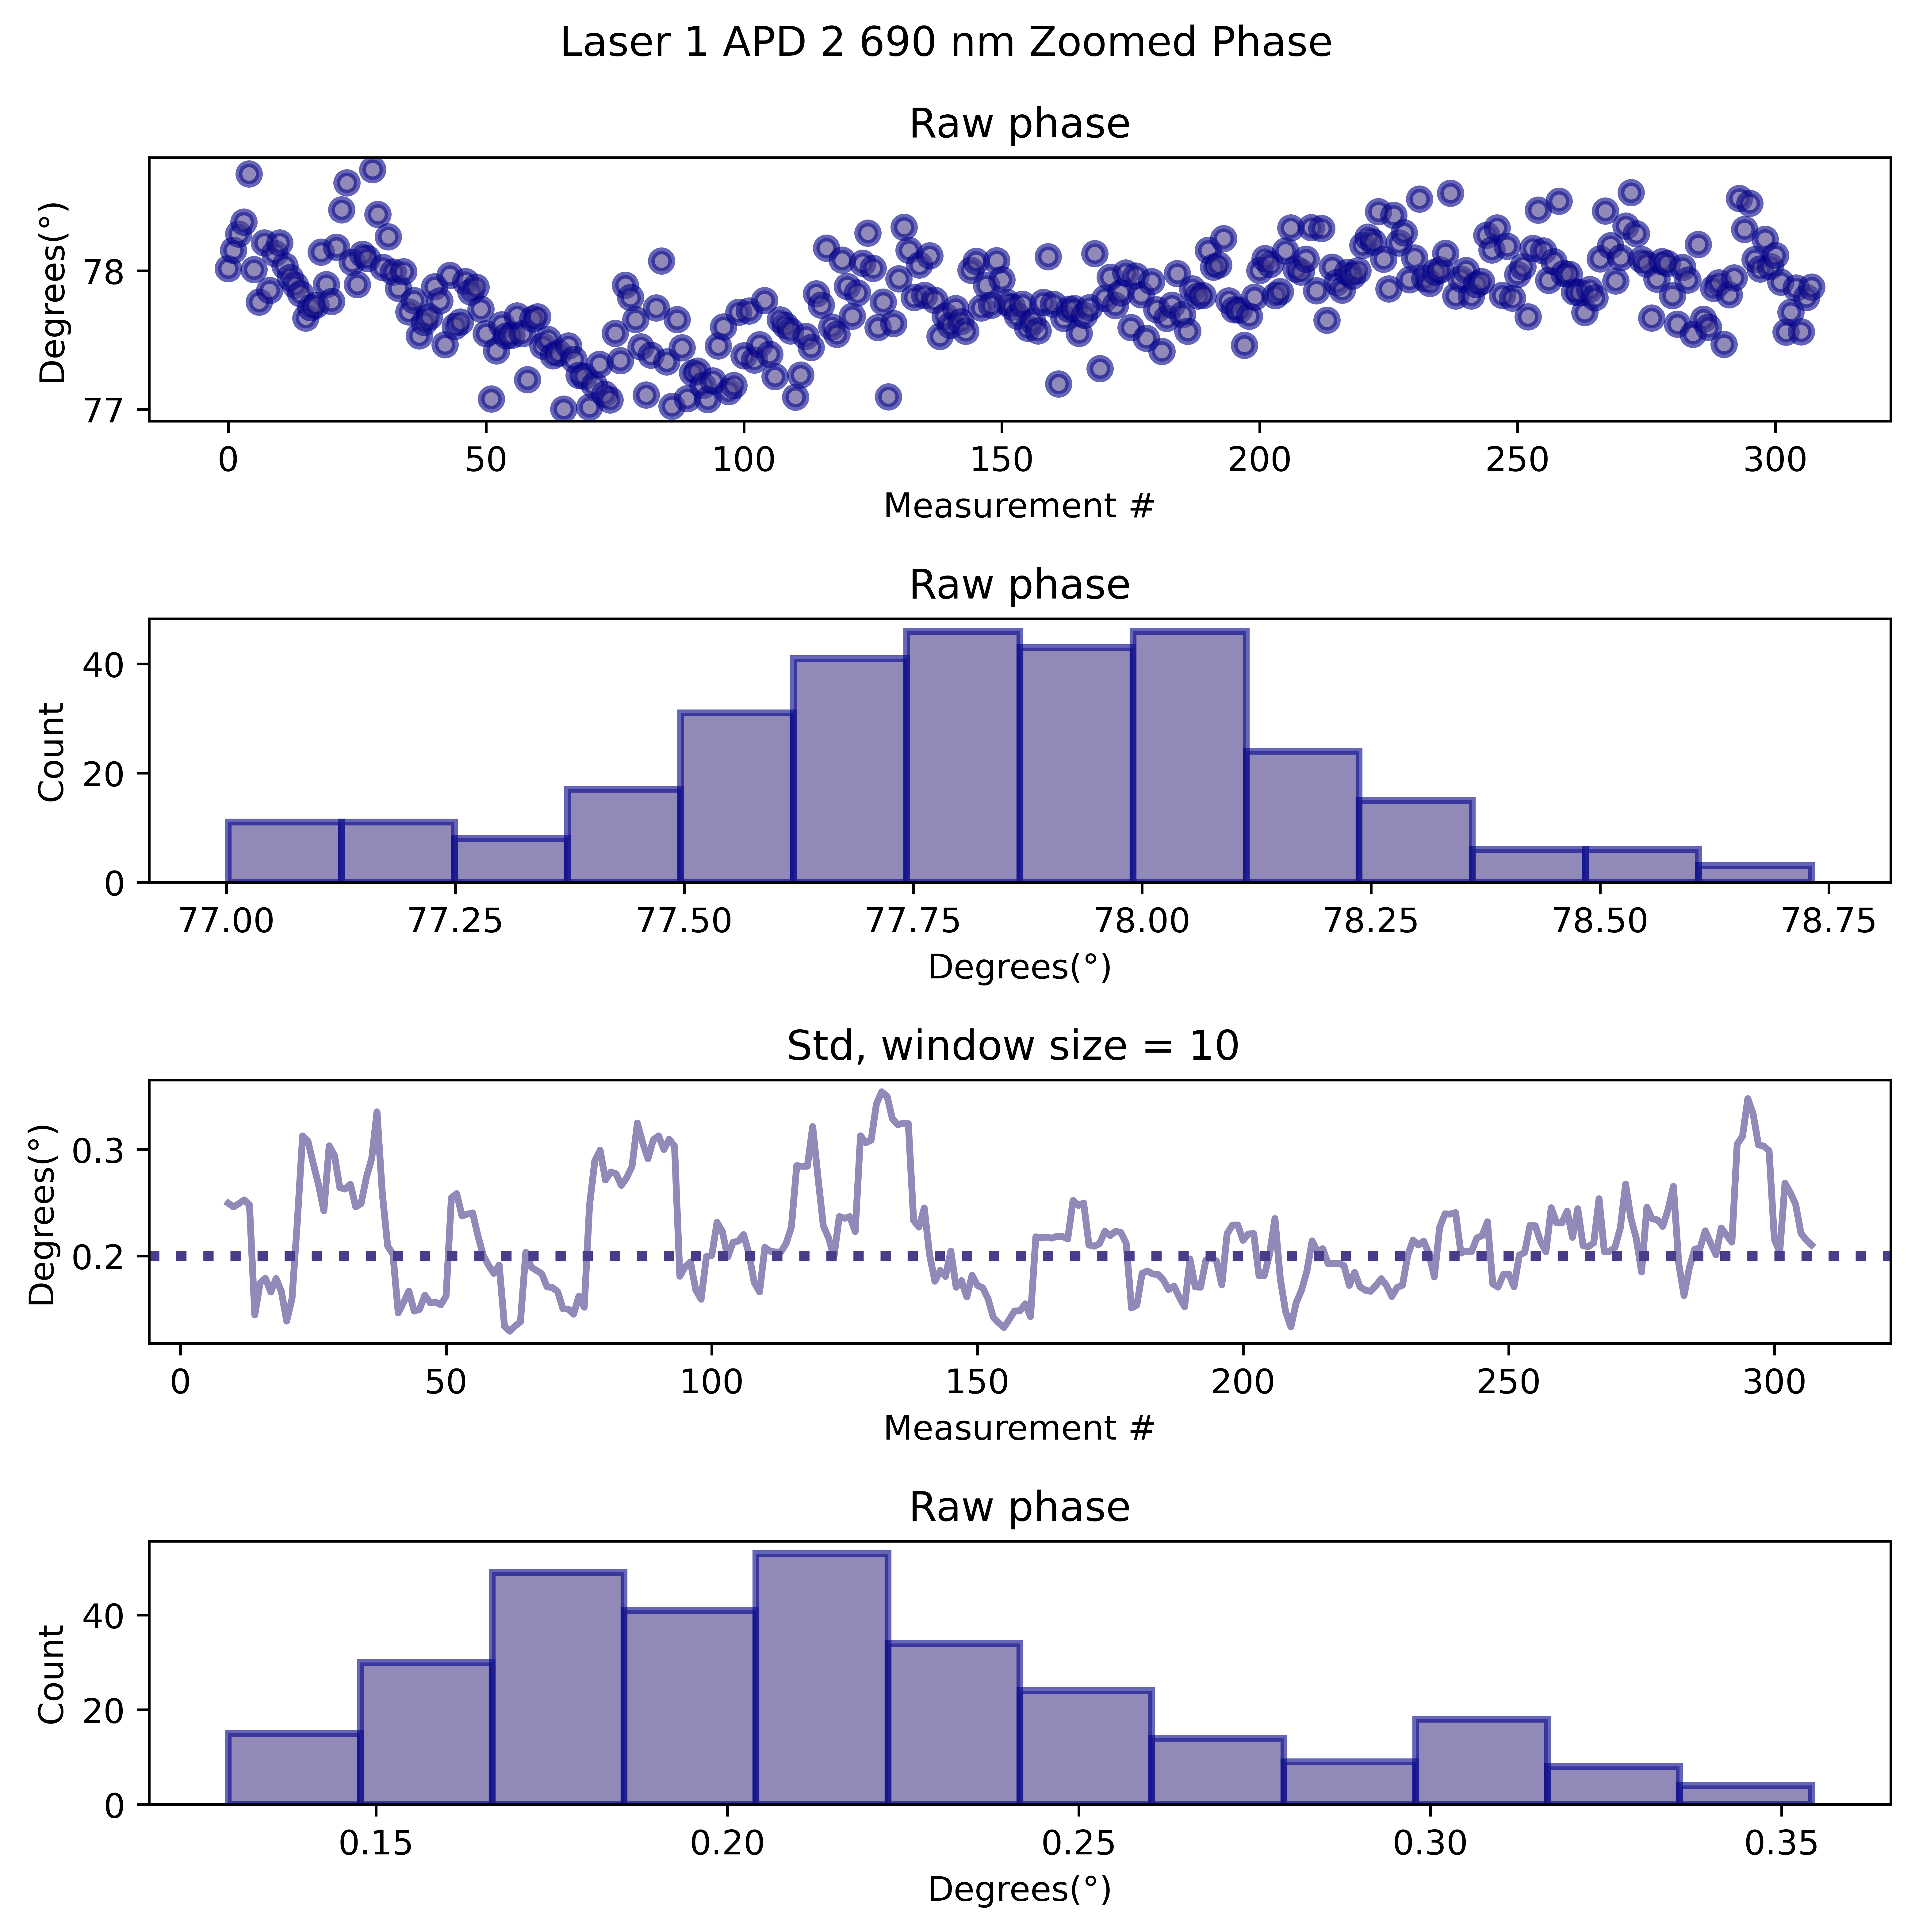 Laser 1 APD 2 690 nm Zoomed Phase
Raw phase
Degrees(°)
78
77
0 50 100 150 200 250 300
Measurement #
Raw phase
Count
40
20
0
77.00 77.25 77.50 77.75 78.00 78.25 78.50 78.75
Degrees(°)
Std, window size = 10
Degrees(°)
0.3
0.2
0 50 100 150 200 250 300
Measurement #
Raw phase
Count
40
20
0
0.15 0.20 0.25 0.30 0.35
Degrees(°)